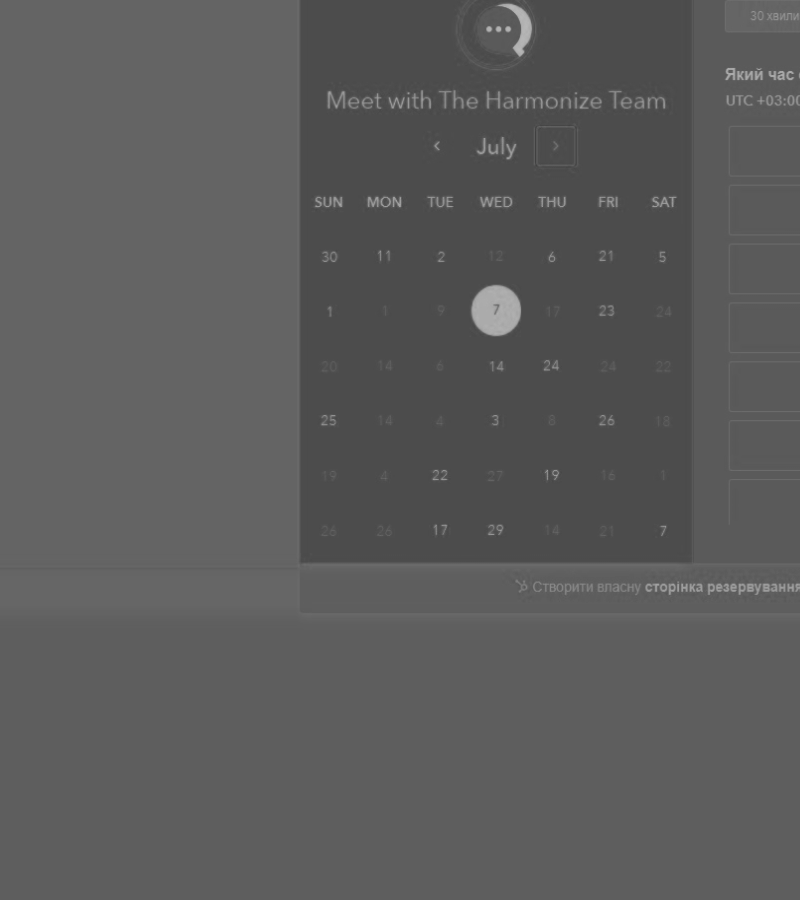 30 хвили
Який час
UTC +03:00
Meet with The Harmonize Team
July
SUN MON TUE WED THU FRI SAT
30 11 2 12 6 21 5
1 1 9 7 17 23 24
20 14 6 14 24 24 22
25 14 4 3 8 26 18
19 4 22 27 19 16 1
26 26 17 29 14 21 7
Створити власну сторінка резервування